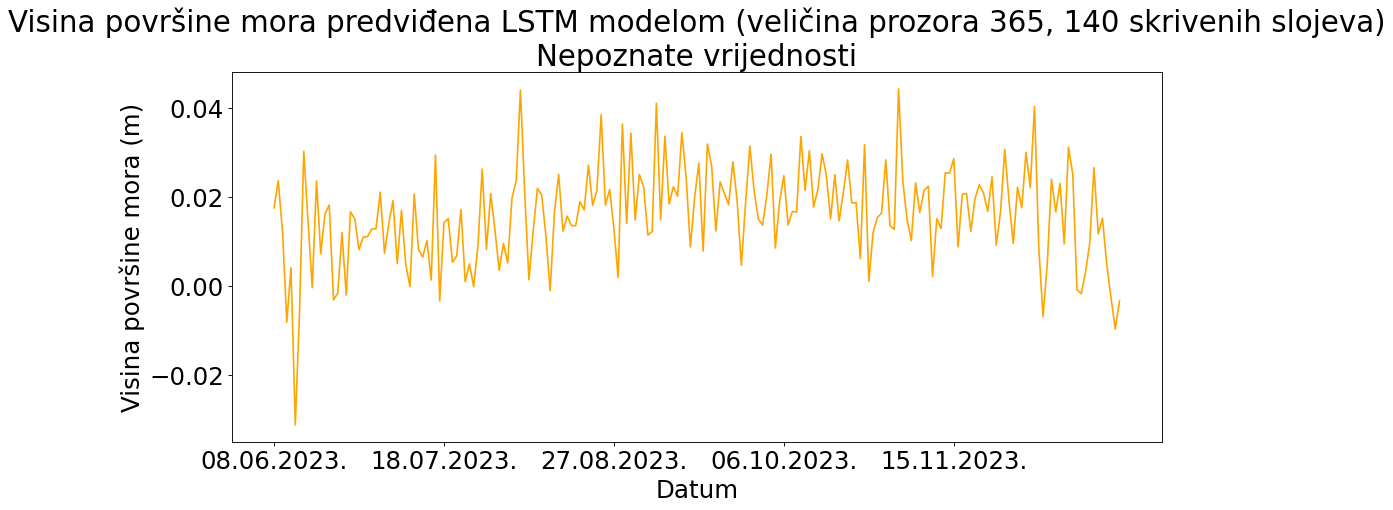 Visina površine mora predviđena LSTM modelom (veličina prozora 365, 140 skrivenih slojeva)
Nepoznate vrijednosti
Visina površine mora (m)
0.04
0.02
0.00
−0.02
08.06.2023. 18.07.2023. 27.08.2023. 06.10.2023. 15.11.2023.
Datum